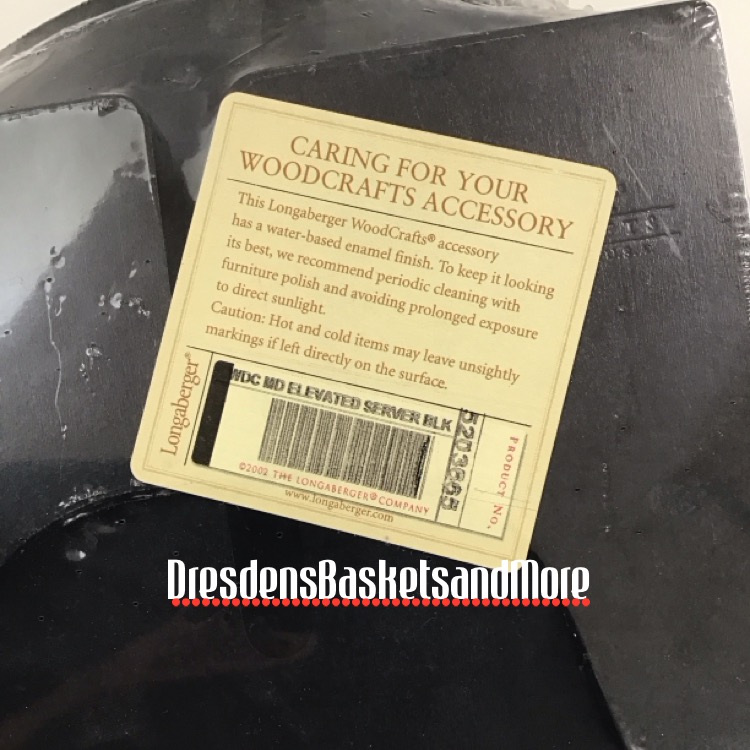 CARING FOR YOUR
WOODCRAFTS ACCESSORY
This Longaberger WoodCrafts® accessory
has a water-based enamel finish. To keep it looking
its best, we recommend periodic cleaning with
furniture polish and avoiding prolonged exposure
to direct sunlight.
Caution: Hot and cold items may leave unsightly
markings if left directly on the surface.
Longaberger®
WDC MD ELEVATED SERVER BLK
©2002 THE LONGABERGER® COMPANY
www.longaberger.com
PRODUCT NO.
DresdensBasketsandMore